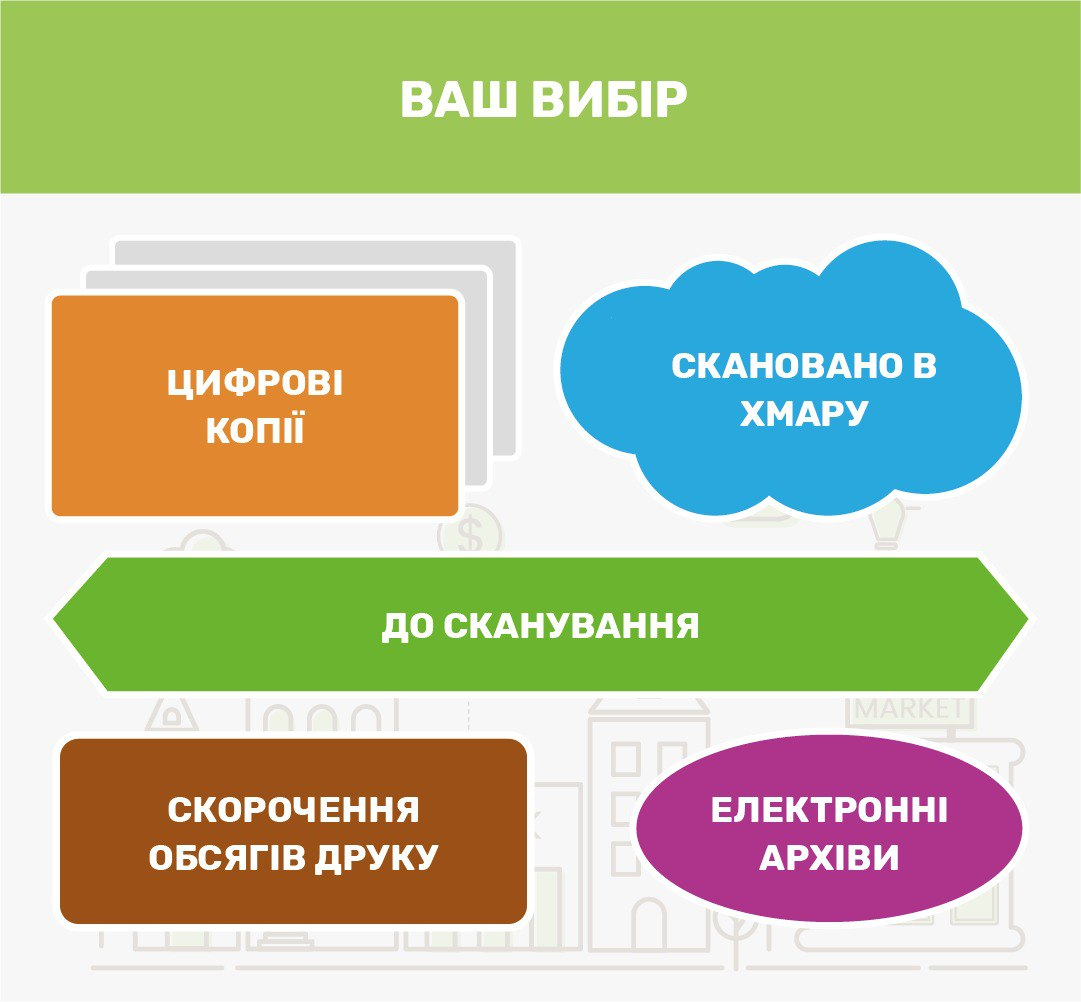 ВАШ ВИБІР
ЦИФРОВІ
КОПІЇ
СКАНОВАНО В
ХМАРУ
$
ДО СКАНУВАННЯ
MARKET
СКОРОЧЕННЯ
ОБСЯГІВ ДРУКУ
ЕЛЕКТРОННІ
АРХІВИ